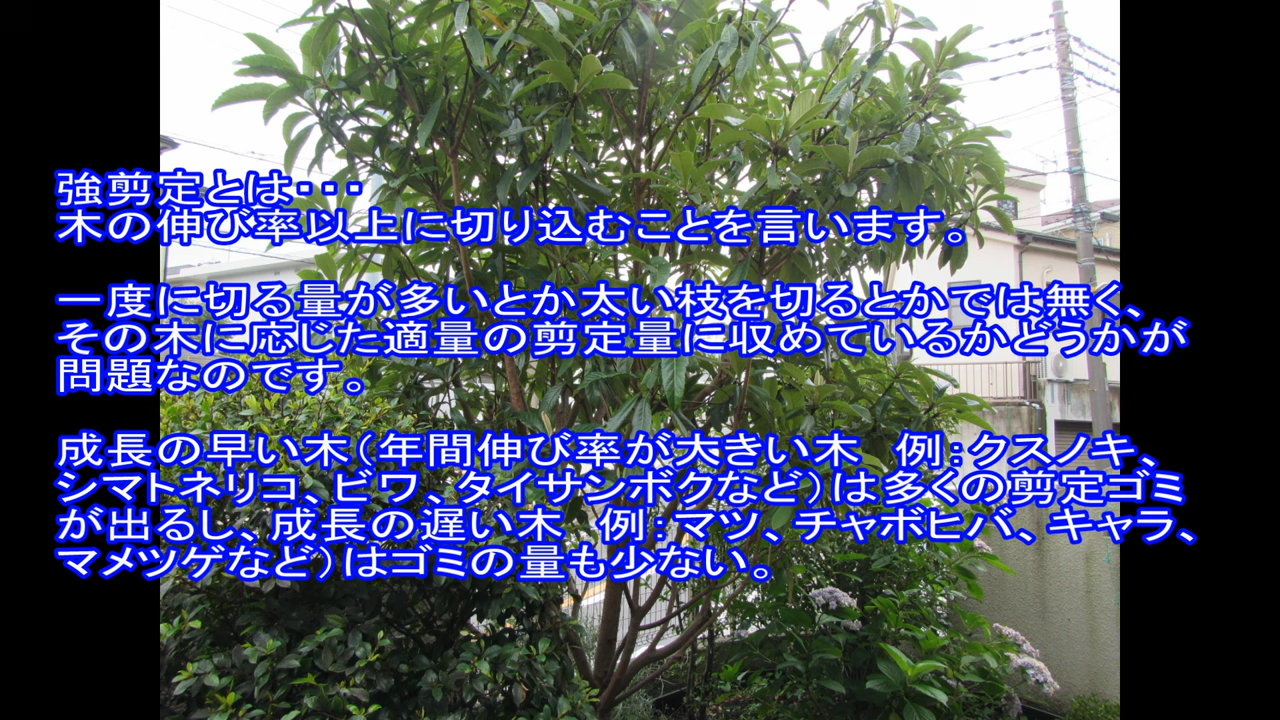 強剪定とは・・・
木の伸び率以上に切り込むことを言います。
一度に切る量が多いとか太い枝を切るとかでは無く、
その木に応じた適量の剪定量に収めているかどうかが
問題なのです。
成長の早い木（年間伸び率が大きい木　例：クスノキ、
シマトネリコ、ビワ、タイサンボクなど）は多くの剪定ゴミ
が出るし、成長の遅い木　例：マツ、チャボヒバ、キャラ、
マメツゲなど）はゴミの量も少ない。